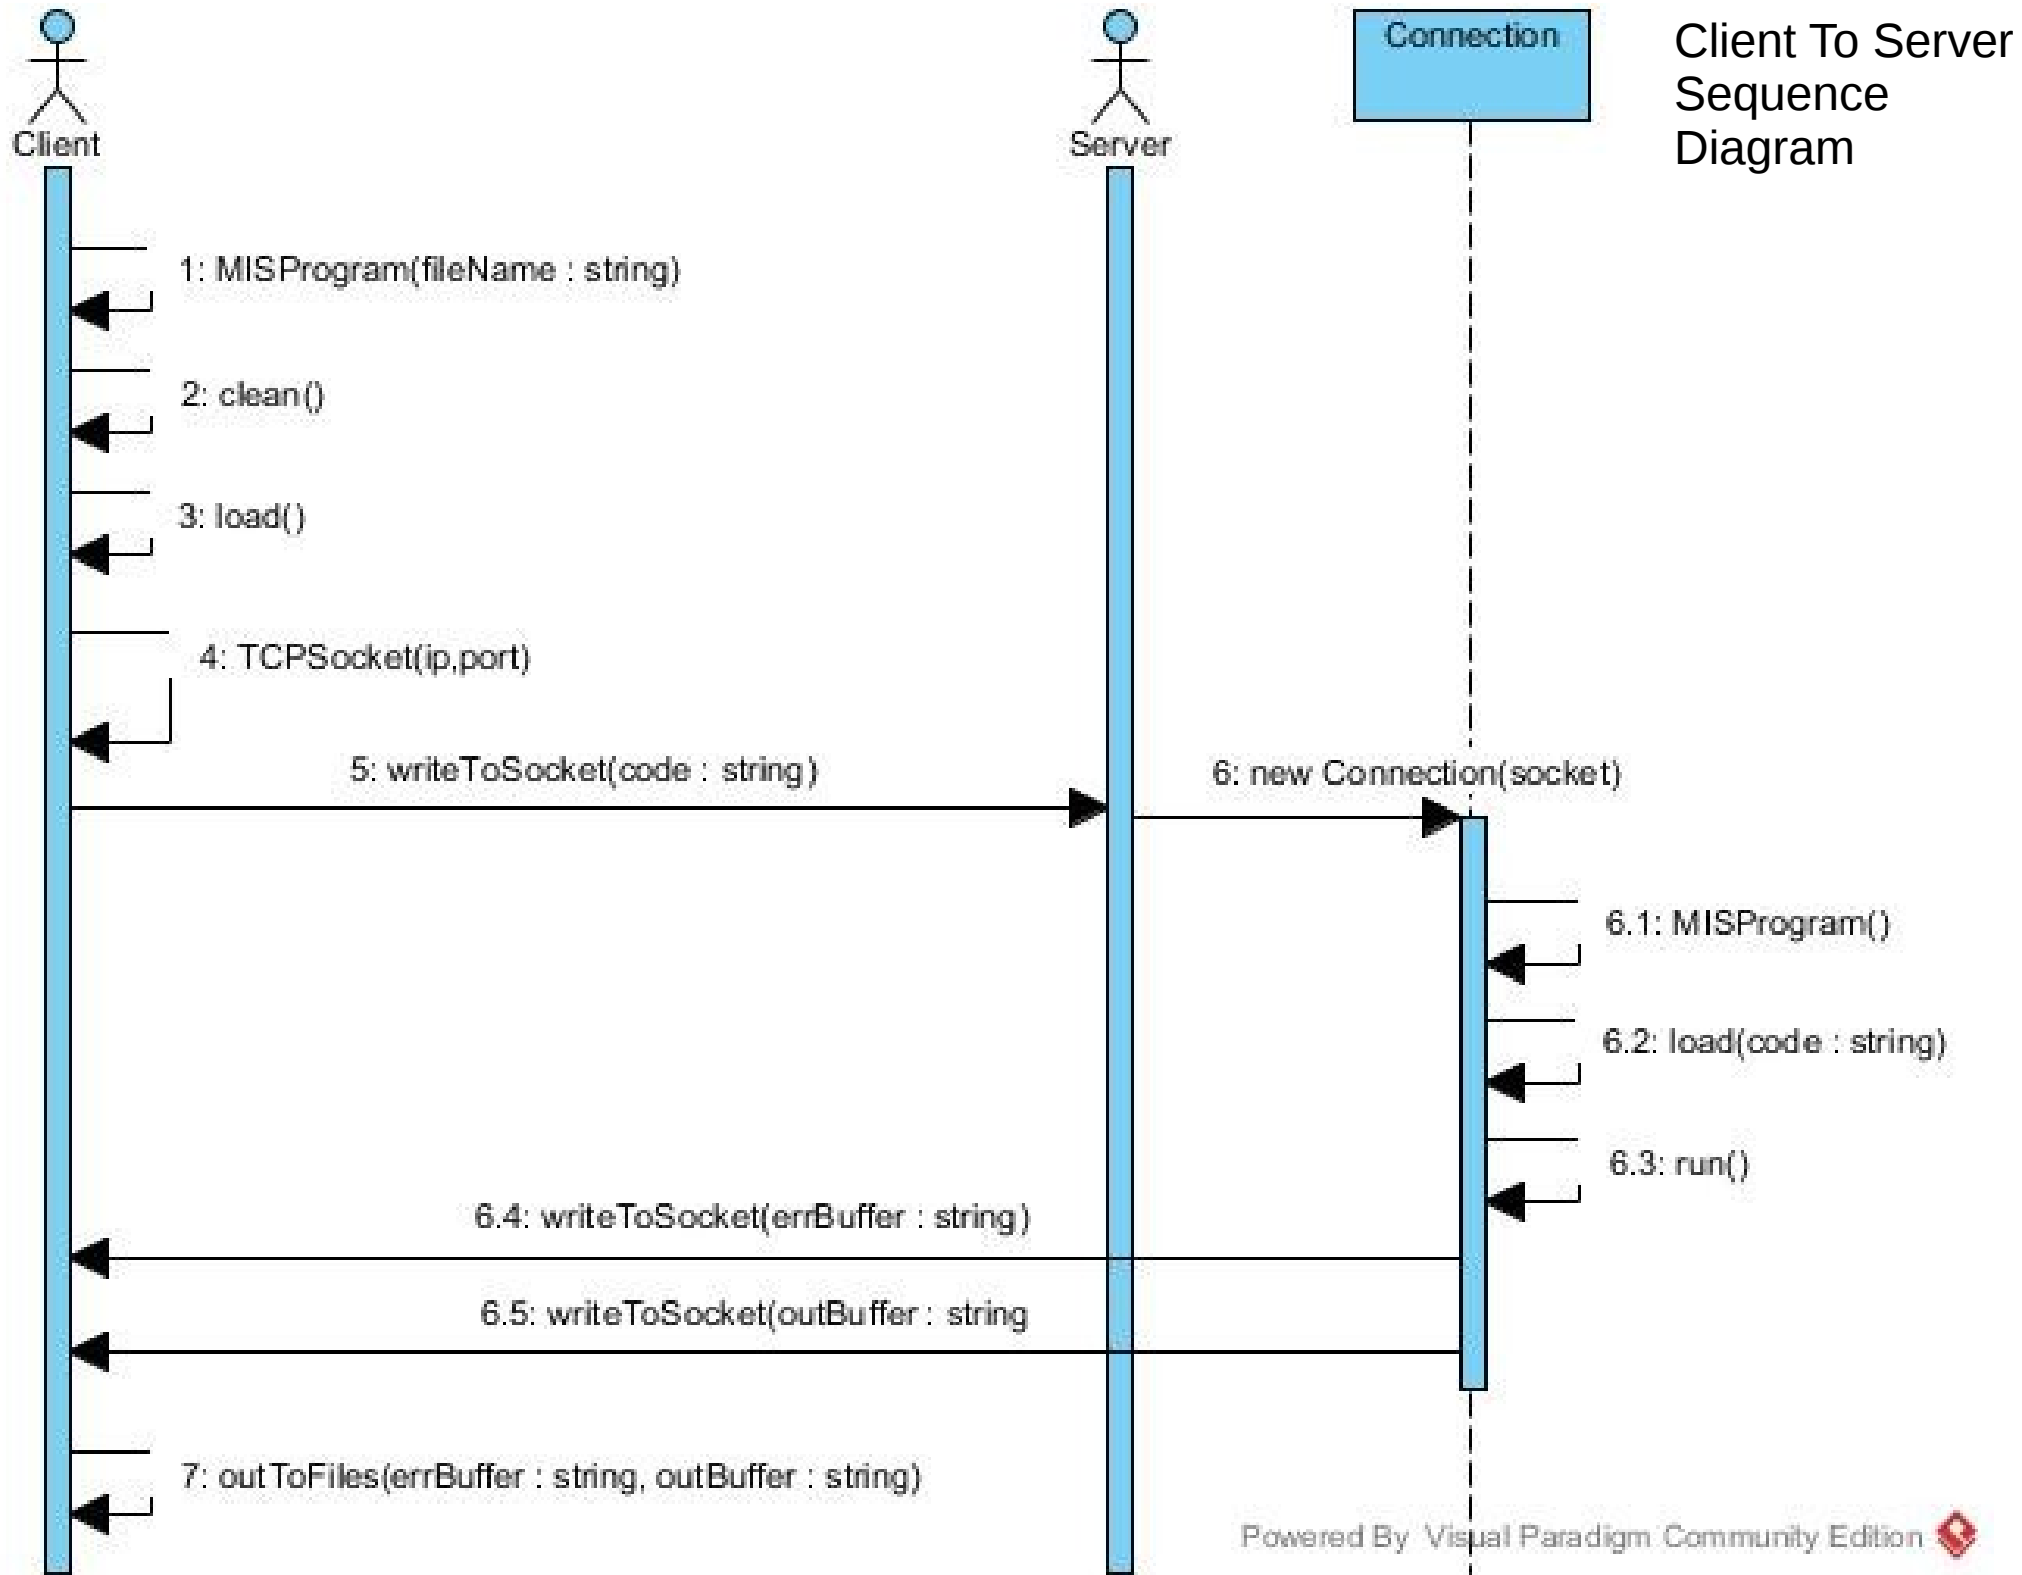 Connection
Client To Server
Sequence
Diagram
Client
Server
1: MISProgram(fileName : string)
2: clean()
3: load()
4: TCPSocket(ip,port)
5: writeToSocket(code : string)
6: new Connection(socket)
6.1: MISProgram()
6.2: load(code : string)
6.3: run()
6.4: writeToSocket(errBuffer : string)
6.5: writeToSocket(outBuffer : string
7: outToFiles(errBuffer : string, outBuffer : string)
Powered By Visual Paradigm Community Edition